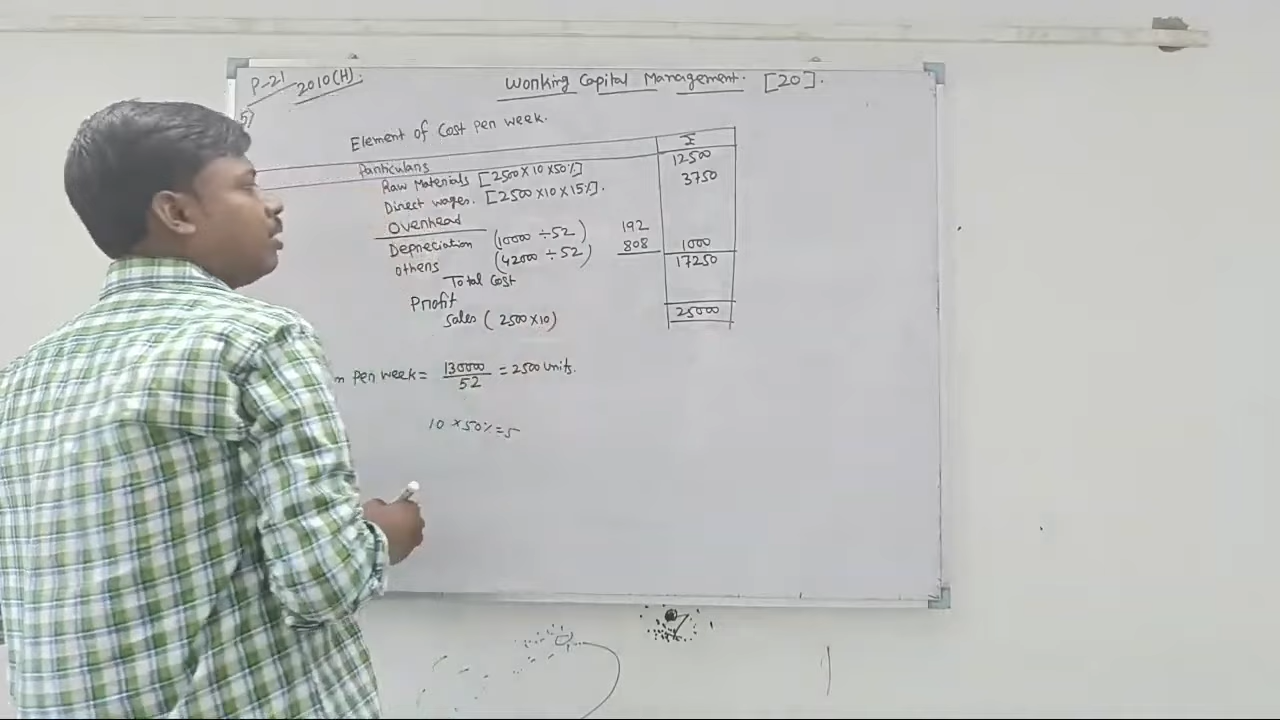 P-21 2010(H).
Working Capital Management. [20].
5)
Element of Cost Per week.
Particulars ₹
Raw Materials [2500 × 10 × 50%] 12500
Direct wages. [2500 × 10 × 15%]. 3750
Overhead
Depreciation (10000 ÷ 52) 192
others (42000 ÷ 52) 808 1000
Total Cost 17250
Profit
Sales (2500 × 10) 25000
Per week = 130000/52 = 2500 units.
10 × 50% = 5